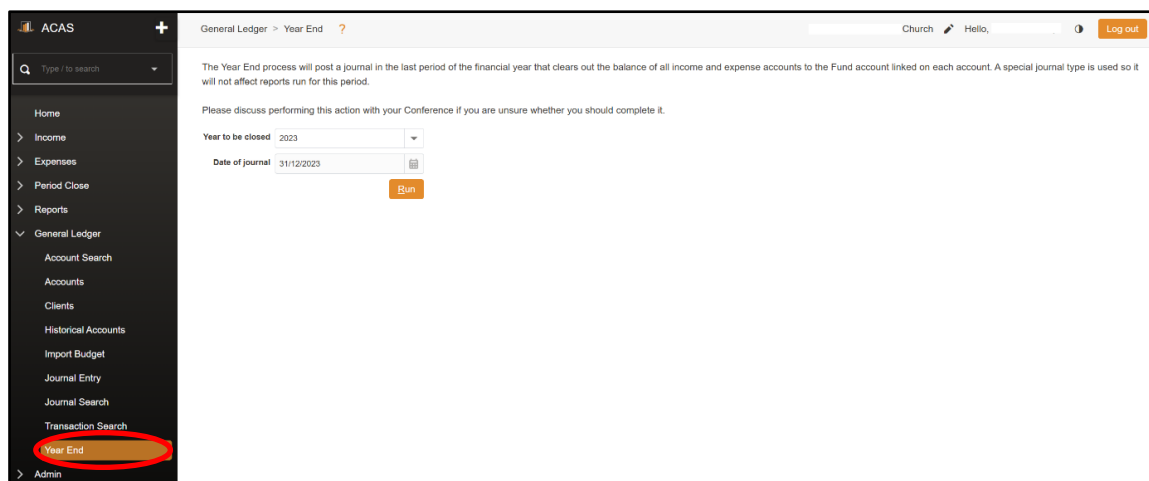 ACAS
+
General Ledger > Year End ?
Church Hello,
Log out
Type / to search
Home
Income
Expenses
Period Close
Reports
General Ledger
Account Search
Accounts
Clients
Historical Accounts
Import Budget
Journal Entry
Journal Search
Transaction Search
Year End
Admin
The Year End process will post a journal in the last period of the financial year that clears out the balance of all income and expense accounts to the Fund account linked on each account. A special journal type is used so it
will not affect reports run for this period.
Please discuss performing this action with your Conference if you are unsure whether you should complete it.
Year to be closed 2023
Date of journal 31/12/2023
Run